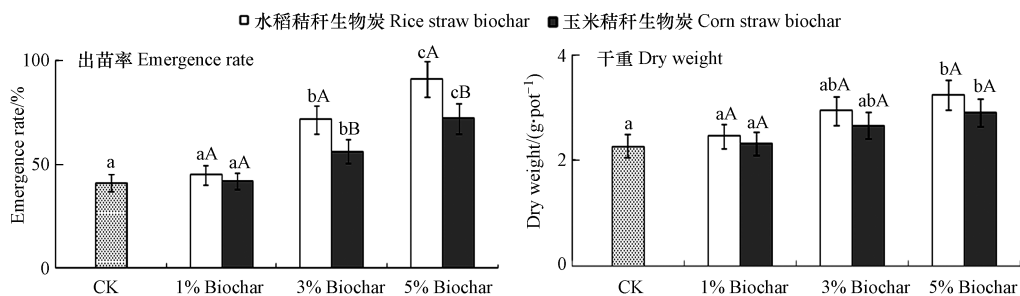 水稻秸秆生物炭 Rice straw biochar 玉米秸秆生物炭 Corn straw biochar
出苗率 Emergence rate
Emergence rate/%
100
50
0
a
aA aA
bA
bB
cA
cB
CK 1% Biochar 3% Biochar 5% Biochar
干重 Dry weight
Dry weight/(g·pot⁻¹)
4
2
0
a
aA aA
abA abA
bA
bA
CK 1% Biochar 3% Biochar 5% Biochar